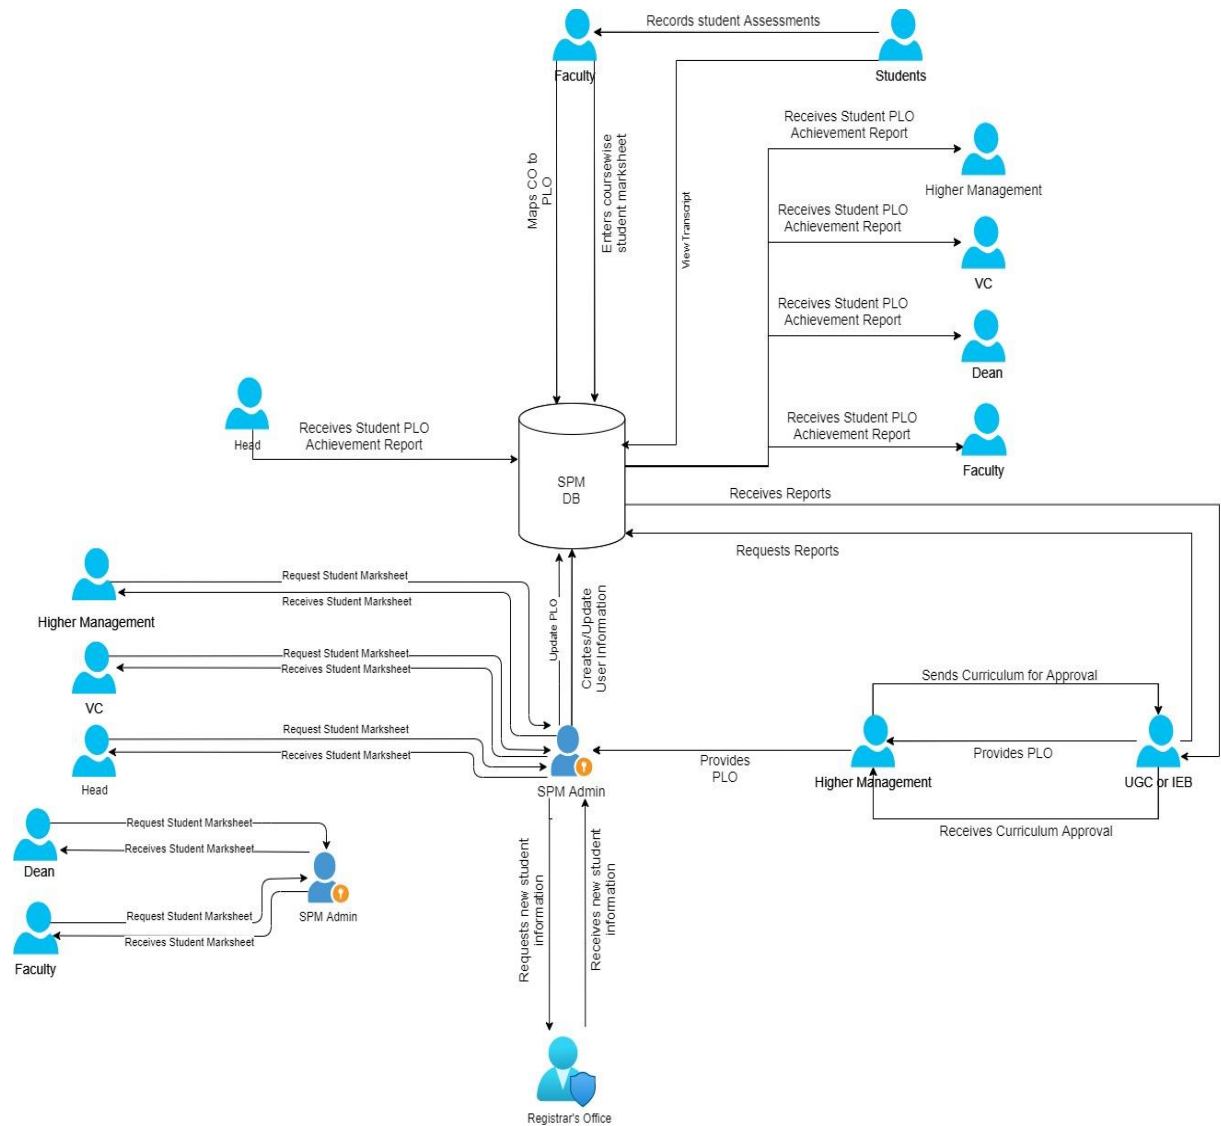 Records student Assessments
Faculty
Students
Maps CO to
PLO
Enters coursewise
student marksheet
View Transcript
Receives Student PLO
Achievement Report
Higher Management
Receives Student PLO
Achievement Report
VC
Receives Student PLO
Achievement Report
Dean
Receives Student PLO
Achievement Report
Faculty
Head
Receives Student PLO
Achievement Report
SPM
DB
Receives Reports
Requests Reports
Higher Management
Request Student Marksheet
Receives Student Marksheet
VC
Request Student Marksheet
Receives Student Marksheet
Head
Request Student Marksheet
Receives Student Marksheet
Update PLO
Creates/Update
User Information
SPM Admin
Provides
PLO
Higher Management
Sends Curriculum for Approval
Provides PLO
UGC or IEB
Receives Curriculum Approval
Dean
Request Student Marksheet
Receives Student Marksheet
SPM Admin
Faculty
Request Student Marksheet
Receives Student Marksheet
Requests new student
information
Receives new student
information
Registrar's Office